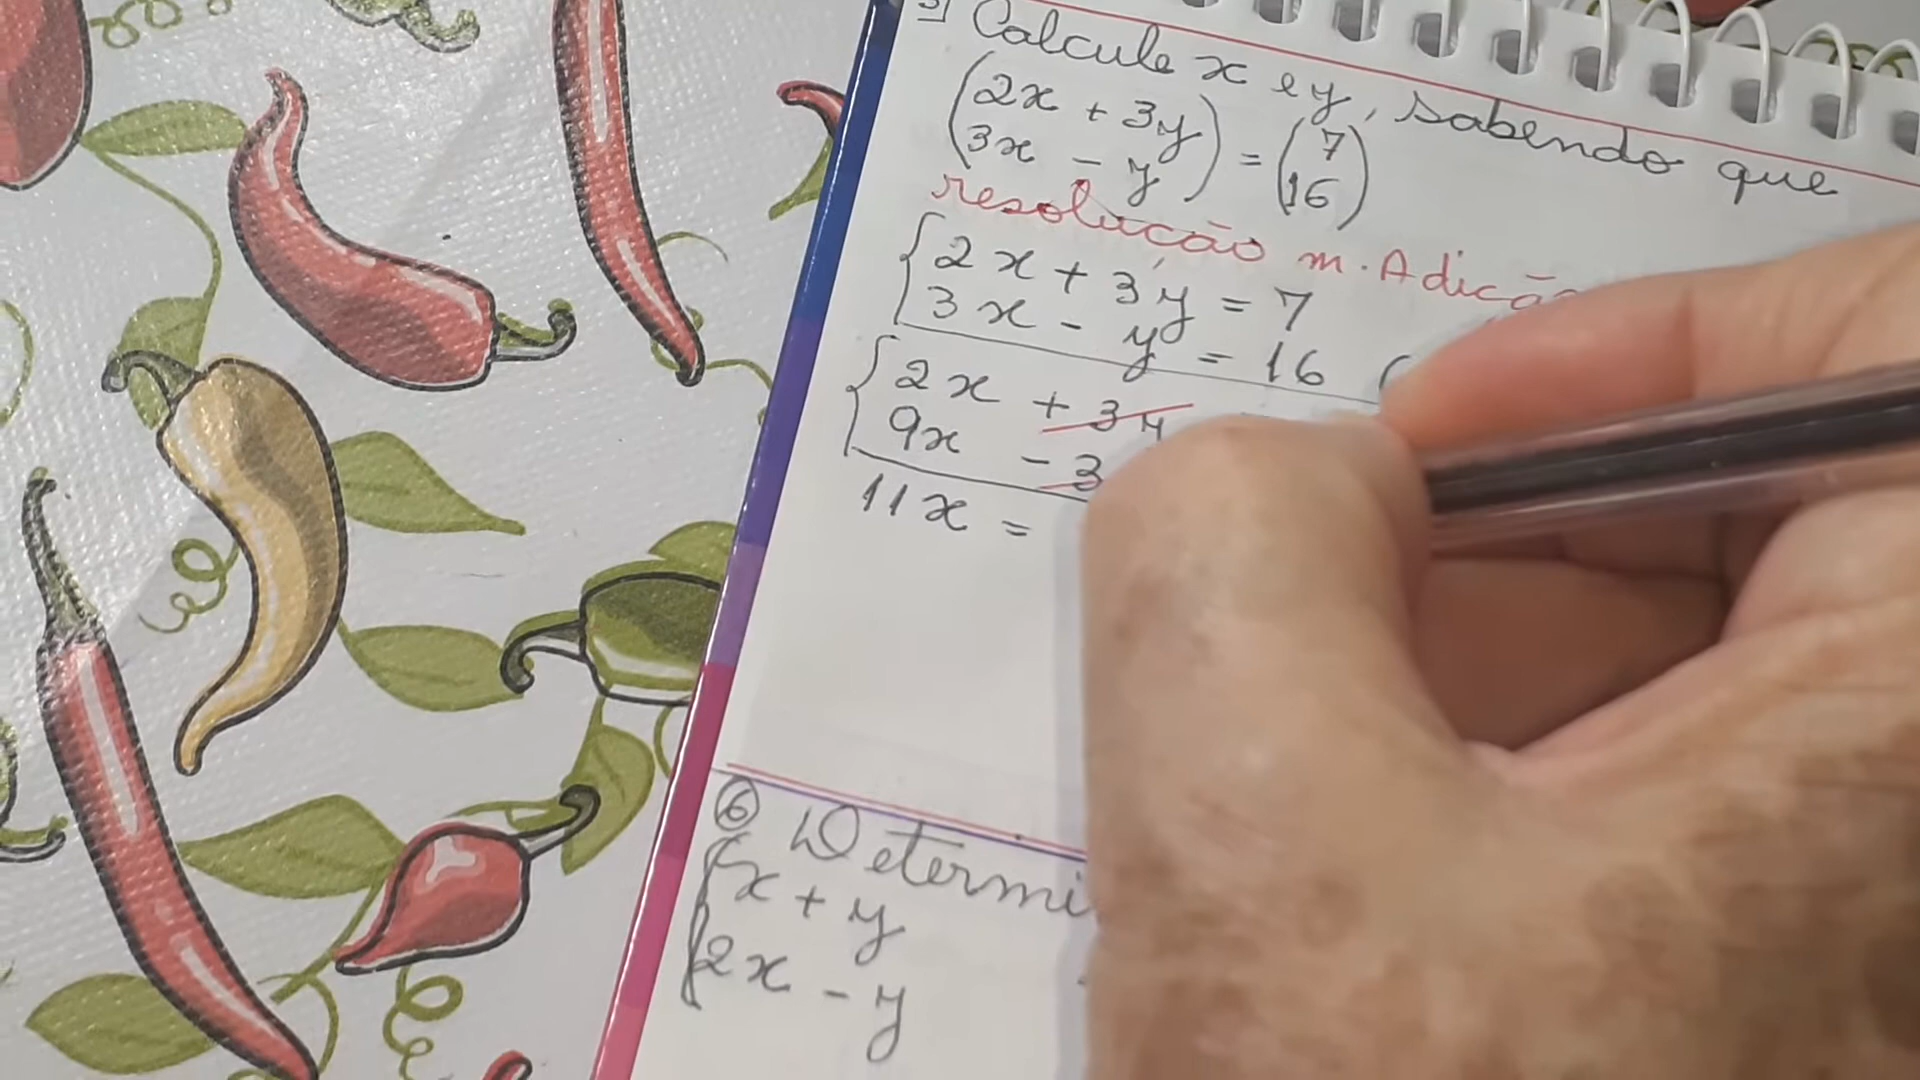 5) Calcule x e y, sabendo que
(2x + 3y) = (7)
(3x - y) (16)
resolução m. Adição
{2x + 3y = 7
3x - y = 16 (
{2x + 3y
9x - 3
11x =
6 Determi
x + y
2x - y